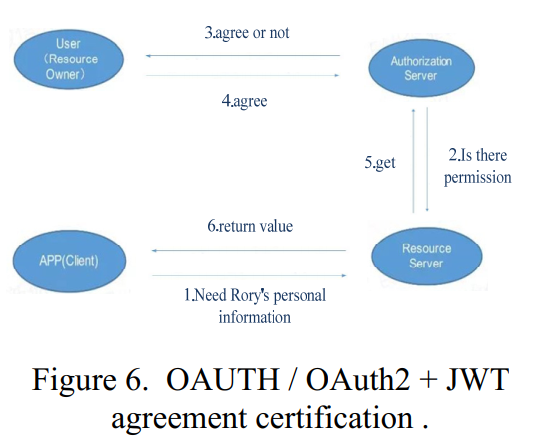 3.agree or not
User
(Resource
Owner)
Authorization
Server
4.agree
5.get
2.Is there
permission
6.return value
APP(Client)
Resource
Server
1.Need Rory's personal
information
Figure 6.  OAUTH / OAuth2 + JWT
agreement certification .